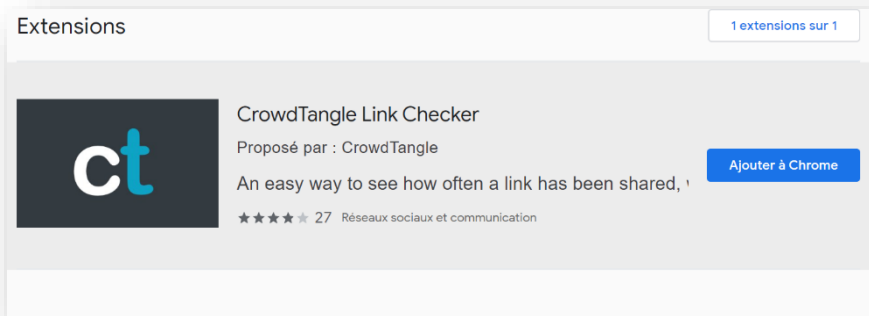 Extensions
1 extensions sur 1
ct
CrowdTangle Link Checker
Proposé par : CrowdTangle
An easy way to see how often a link has been shared,
Ajouter à Chrome
27 Réseaux sociaux et communication